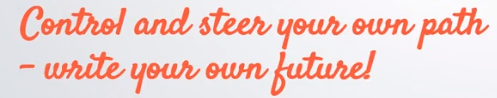 Control and steer your own path
- write your own future!